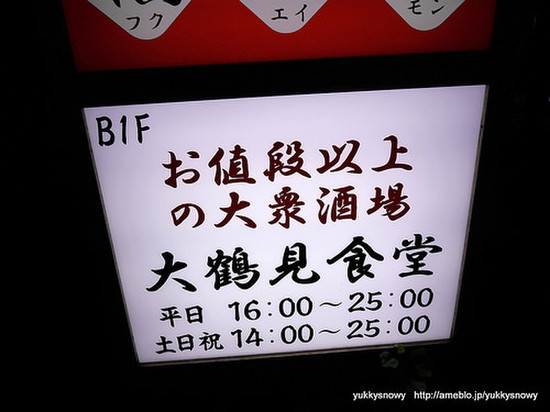 フク エイ モン
B1F
お値段以上
の大衆酒場
大鶴見食堂
平日 16:00〜25:00
土日祝 14:00〜25:00
yukkysnowy http://ameblo.jp/yukkysnowy